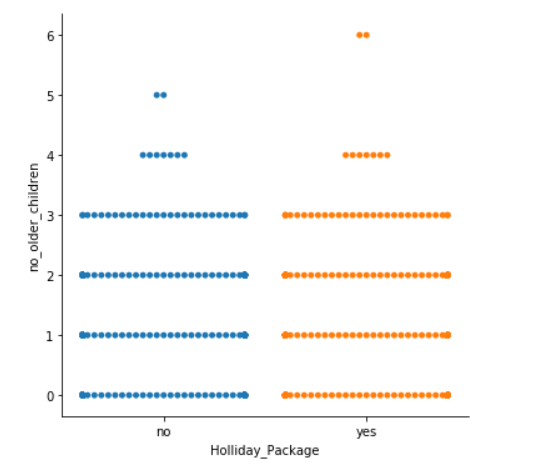 6
5
4
3
2
1
0
no_older_children
no yes
Holliday_Package